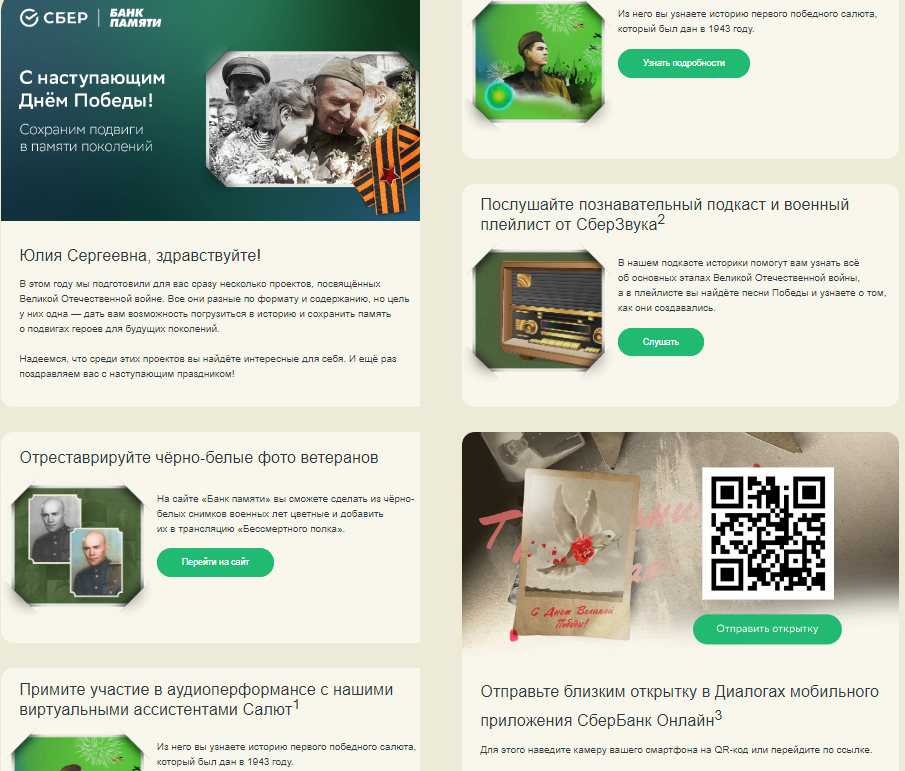 СБЕР
БАНК
ПАМЯТИ
С наступающим
Днём Победы!
Сохраним подвиги
в памяти поколений
Юлия Сергеевна, здравствуйте!
В этом году мы подготовили для вас сразу несколько проектов, посвящённых
Великой Отечественной войне. Все они разные по формату и содержанию, но цель
у них одна — дать вам возможность погрузиться в историю и сохранить память
о подвигах героев для будущих поколений.
Надеемся, что среди этих проектов вы найдёте интересные для себя. И ещё раз
поздравляем вас с наступающим праздником!
Отреставрируйте чёрно-белые фото ветеранов
На сайте «Банк памяти» вы сможете сделать из чёрно-
белых снимков военных лет цветные и добавить
их в трансляцию «Бессмертного полка».
Перейти на сайт
Примите участие в аудиоперформансе с нашими
виртуальными ассистентами Салют1
Из него вы узнаете историю первого победного салюта,
который был дан в 1943 году.
Из него вы узнаете историю первого победного салюта,
который был дан в 1943 году.
Узнать подробности
Послушайте познавательный подкаст и военный
плейлист от СберЗвука2
В нашем подкасте историки помогут вам узнать всё
об основных этапах Великой Отечественной войны,
а в плейлисте вы найдёте песни Победы и узнаете о том,
как они создавались.
Слушать
С Днем Великой
Победы!
Отправить открытку
Отправьте близким открытку в Диалогах мобильного
приложения СберБанк Онлайн3
Для этого наведите камеру вашего смартфона на QR-код или перейдите по ссылке.